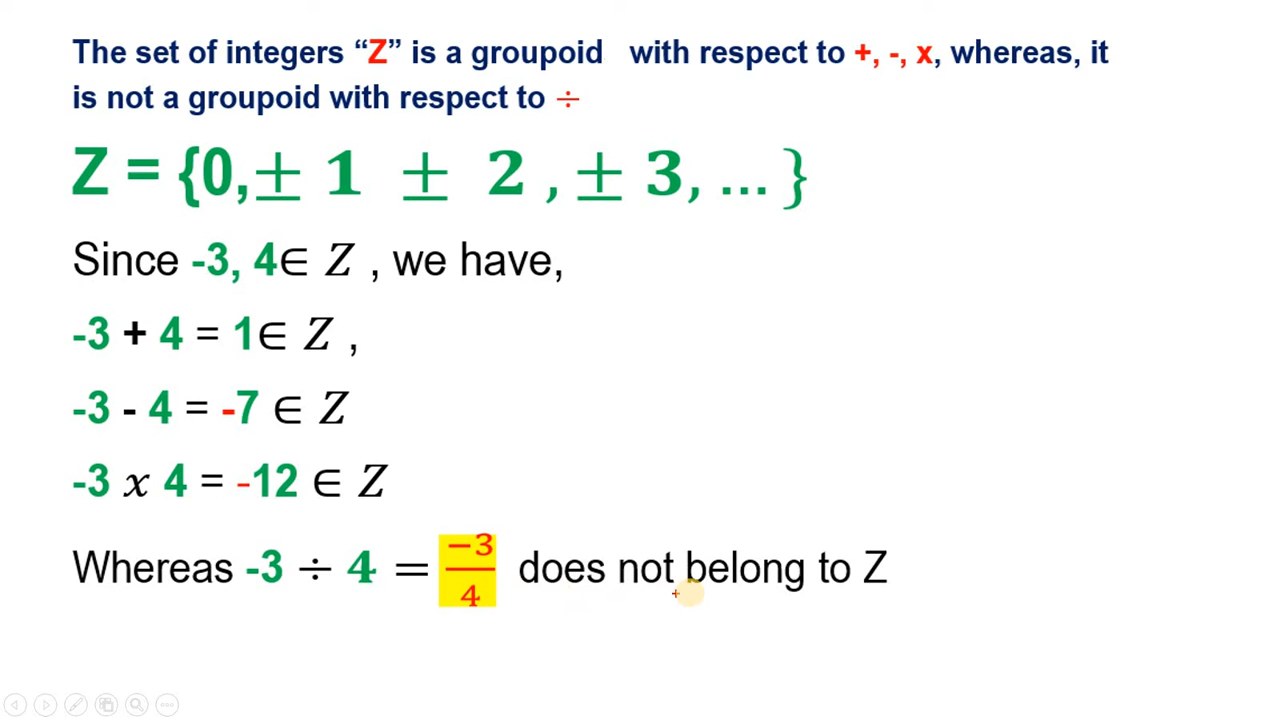 The set of integers “Z” is a groupoid with respect to +, -, x, whereas, it
is not a groupoid with respect to ÷
Z = {0,± 1 ± 2 , ± 3, ... }
Since -3, 4∈ Z , we have,
-3 + 4 = 1∈ Z ,
-3 - 4 = -7 ∈ Z
-3 x 4 = -12 ∈ Z
Whereas -3 ÷ 4 = −3/4 does not belong to Z